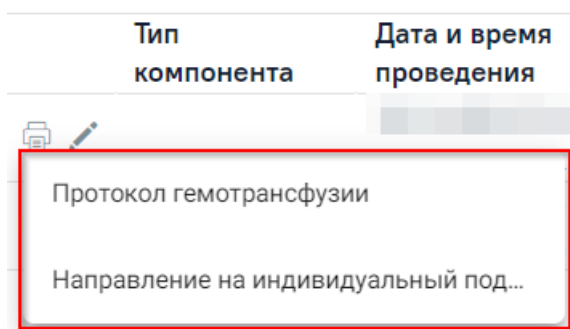 Тип
компонента
Дата и время
проведения
Протокол гемотрансфузии
Направление на индивидуальный под...